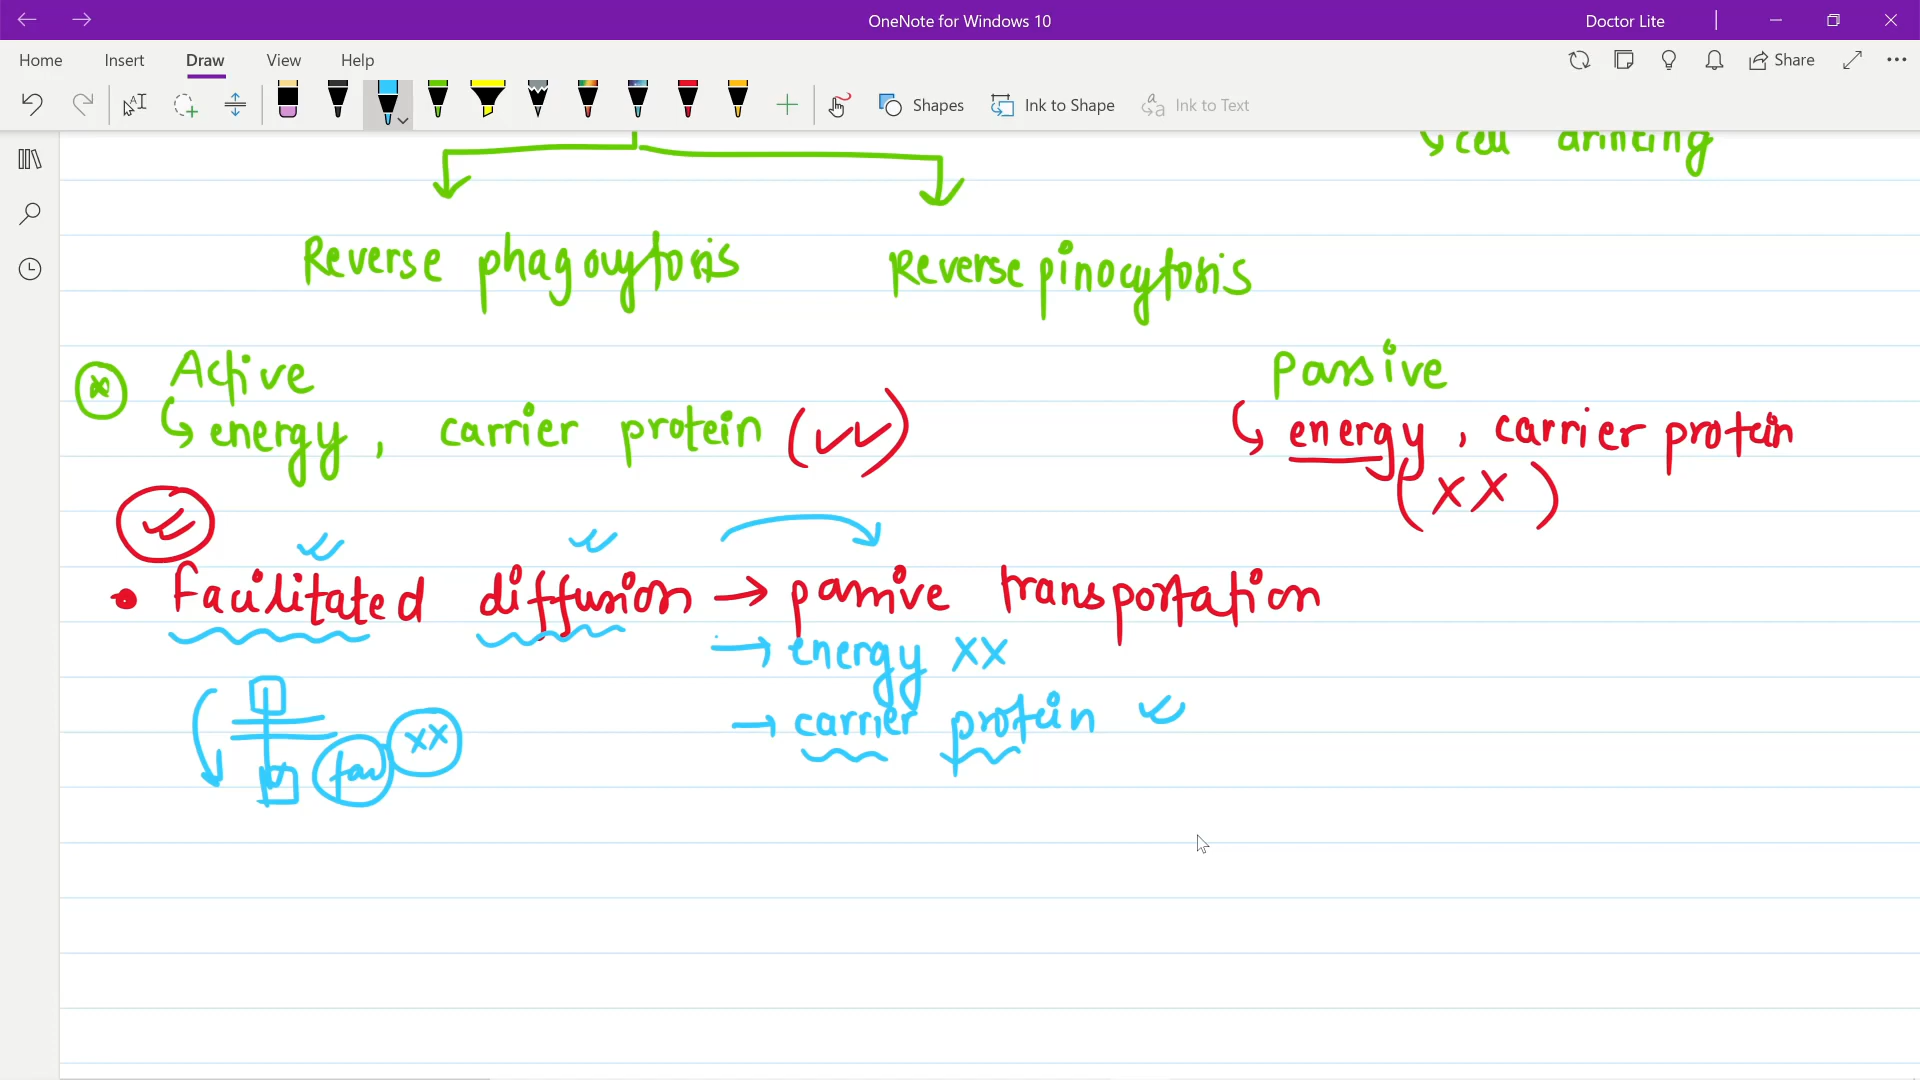 OneNote for Windows 10
Doctor Lite
Home Insert Draw View Help
Share
Shapes Ink to Shape Ink to Text
↳ cell drinking
Reverse phagocytosis Reverse pinocytosis
Active Passive
↳ energy, carrier protein (✓✓) ↳ energy, carrier protein
(XX)
• Facilitated diffusion → passive transportation
→ energy XX
→ carrier protein ✓
XX